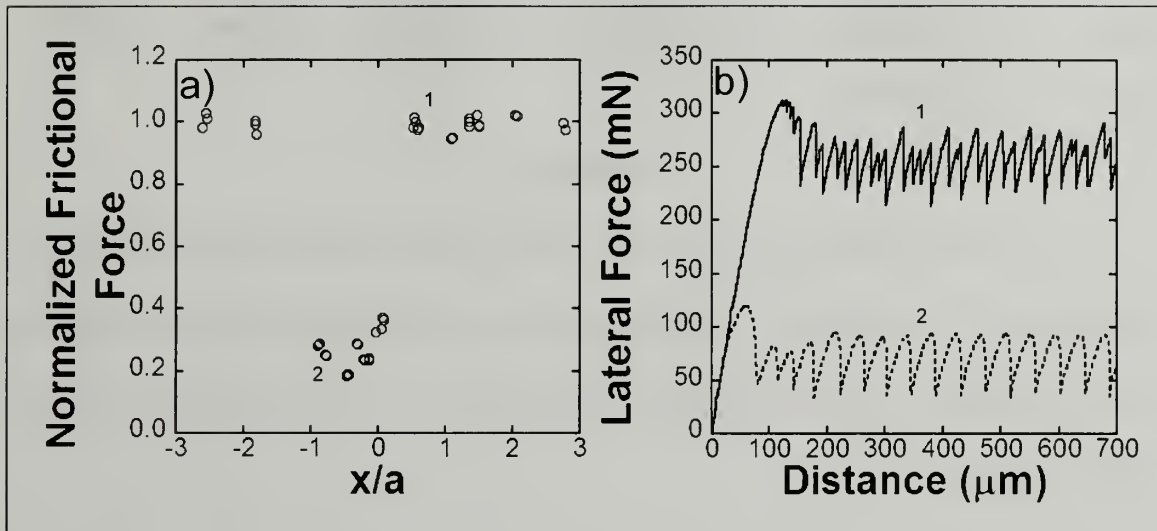 a)
Normalized Frictional
Force
1.2
1.0
0.8
0.6
0.4
0.2
0.0
1
2
-3 -2 -1 0 1 2 3
x/a
b)
Lateral Force (mN)
350
300
250
200
150
100
50
0
1
2
0 100 200 300 400 500 600 700
Distance (μm)